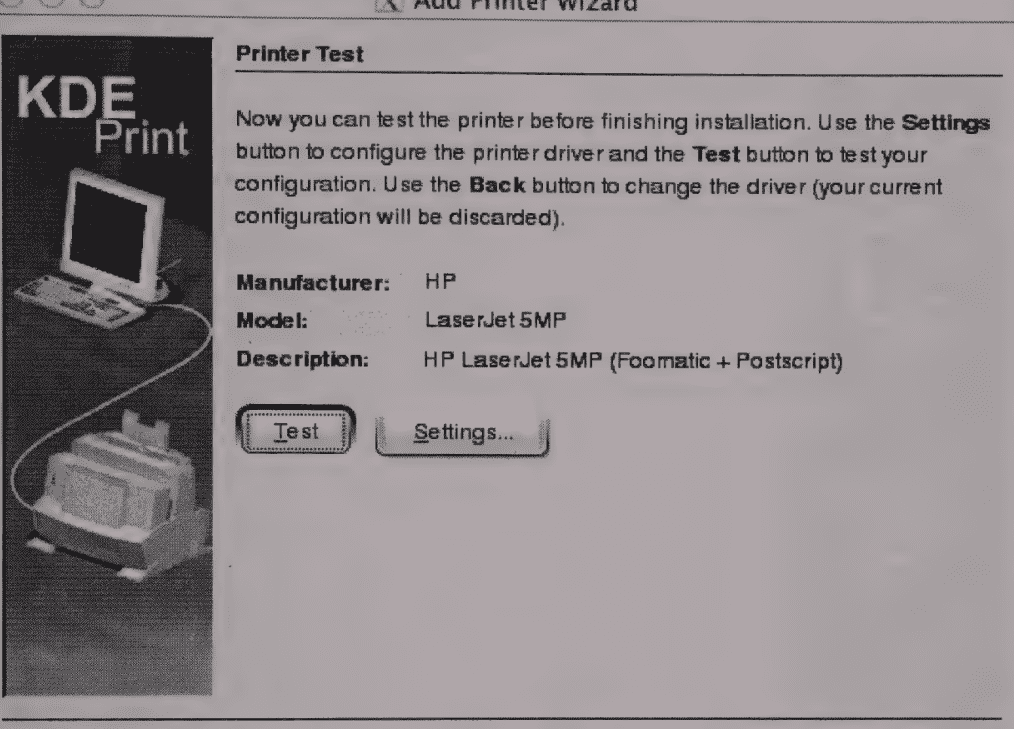 Add Printer Wizard
Printer Test
KDE
Print
Now you can test the printer before finishing installation. Use the Settings
button to configure the printer driver and the Test button to test your
configuration. Use the Back button to change the driver (your current
configuration will be discarded).
Manufacturer: HP
Model: LaserJet 5MP
Description: HP LaserJet 5MP (Foomatic + Postscript)
Test Settings...